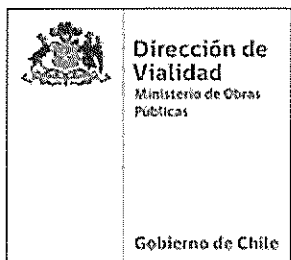 Dirección de
Vialidad
Ministerio de Obras
Públicas
Gobierno de Chile